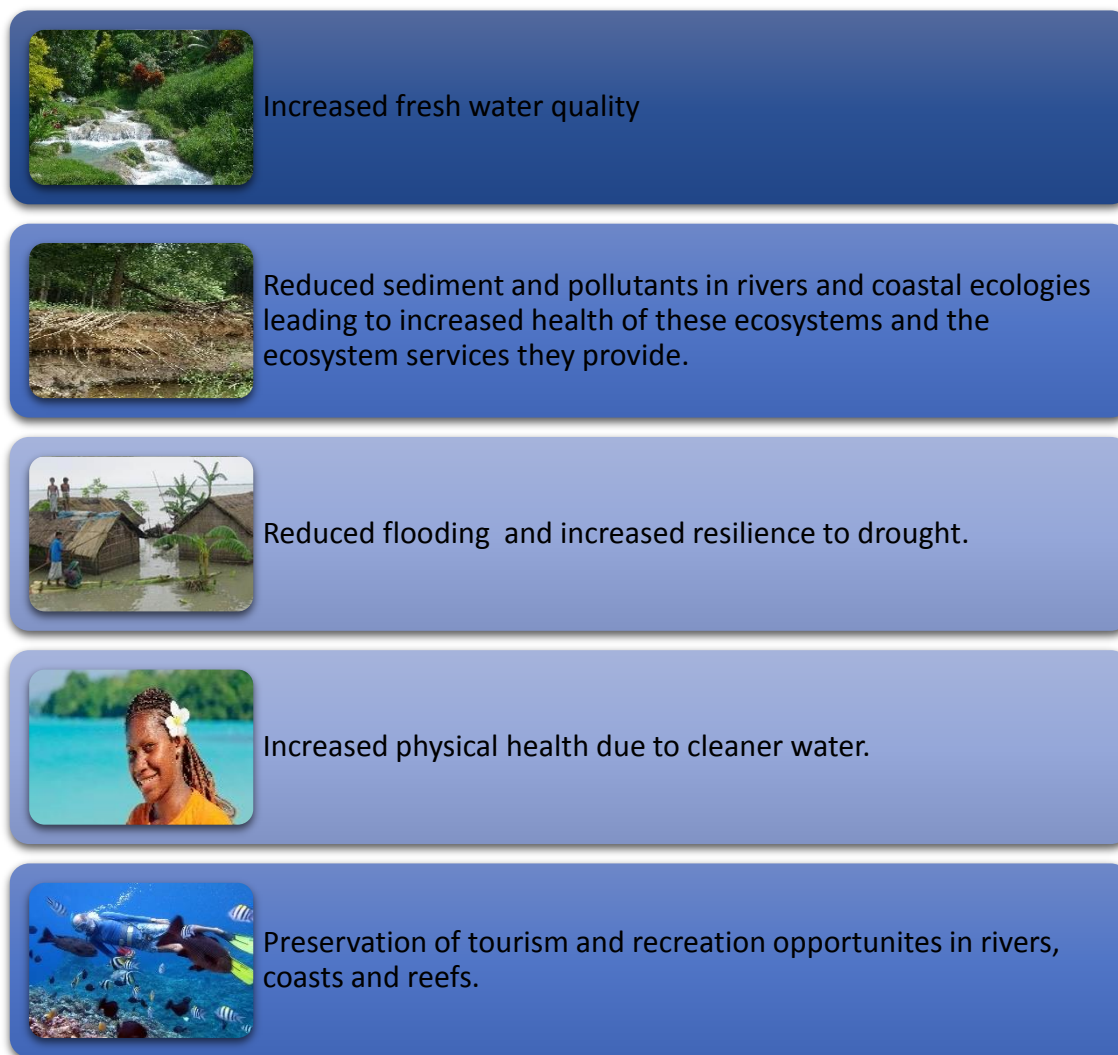 Increased fresh water quality
Reduced sediment and pollutants in rivers and coastal ecologies
leading to increased health of these ecosystems and the
ecosystem services they provide.
Reduced flooding  and increased resilience to drought.
Increased physical health due to cleaner water.
Preservation of tourism and recreation opportunites in rivers,
coasts and reefs.